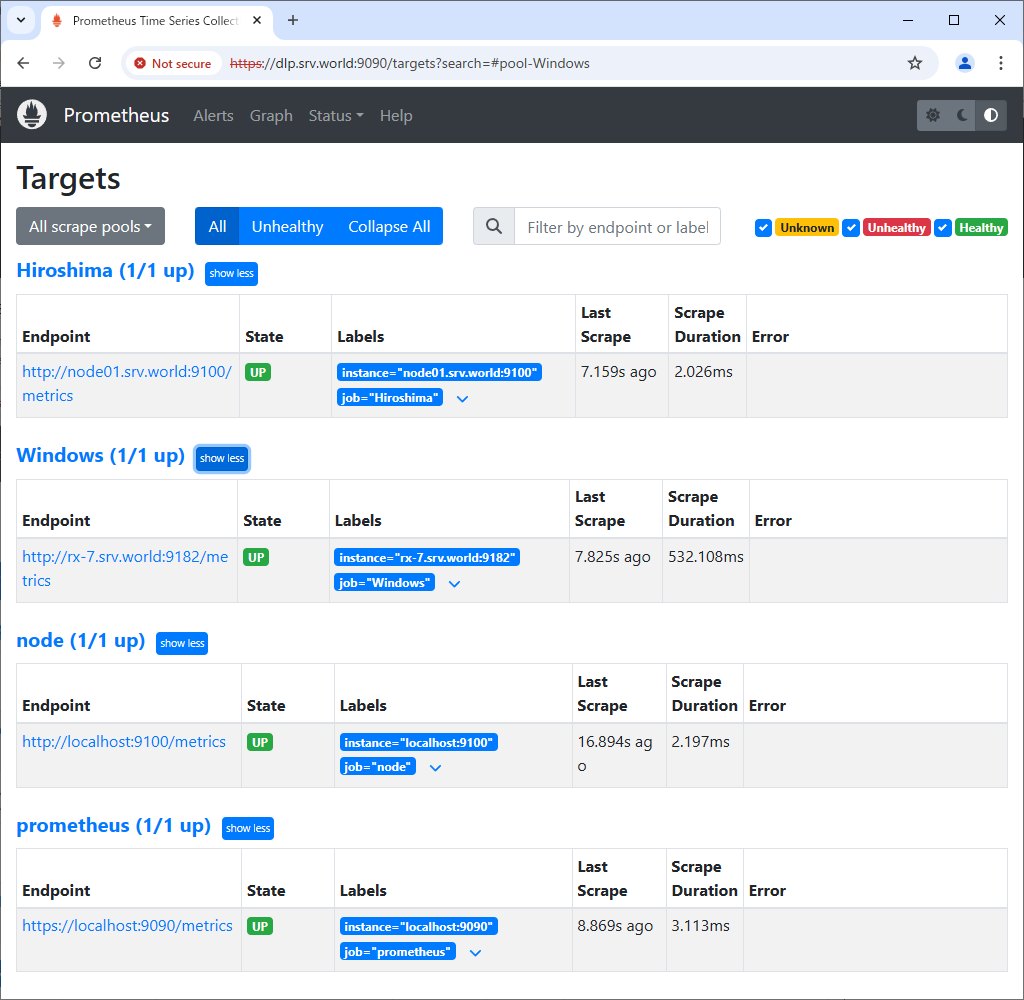 Prometheus Time Series Collect
Not secure https://dlp.srv.world:9090/targets?search=#pool-Windows
Prometheus Alerts Graph Status Help
Targets
All scrape pools All Unhealthy Collapse All Filter by endpoint or label Unknown Unhealthy Healthy
Hiroshima (1/1 up) show less
Endpoint State Labels Last Scrape Scrape Duration Error
http://node01.srv.world:9100/ UP instance="node01.srv.world:9100" 7.159s ago 2.026ms
metrics job="Hiroshima"
Windows (1/1 up) show less
Endpoint State Labels Last Scrape Scrape Duration Error
http://rx-7.srv.world:9182/me UP instance="rx-7.srv.world:9182" 7.825s ago 532.108ms
trics job="Windows"
node (1/1 up) show less
Endpoint State Labels Last Scrape Scrape Duration Error
http://localhost:9100/metrics UP instance="localhost:9100" 16.894s ag 2.197ms
job="node" o
prometheus (1/1 up) show less
Endpoint State Labels Last Scrape Scrape Duration Error
https://localhost:9090/metrics UP instance="localhost:9090" 8.869s ago 3.113ms
job="prometheus"